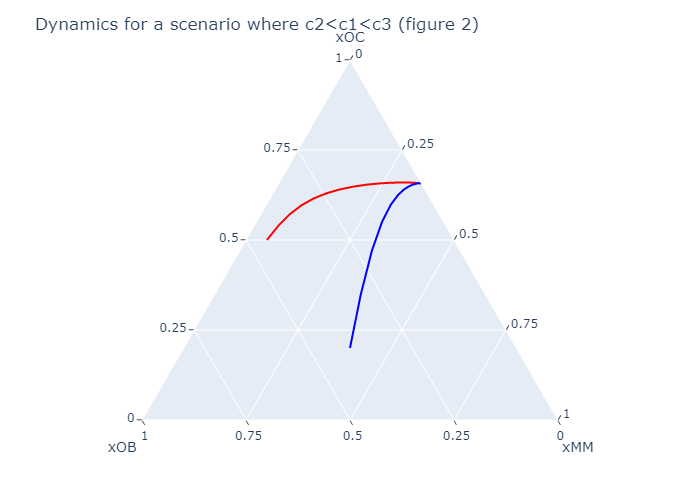 Dynamics for a scenario where c2<c1<c3 (figure 2)
xOC
1 0
0.75 0.25
0.5 0.5
0.25 0.75
0 1
1 0.75 0.5 0.25 0
xOB xMM